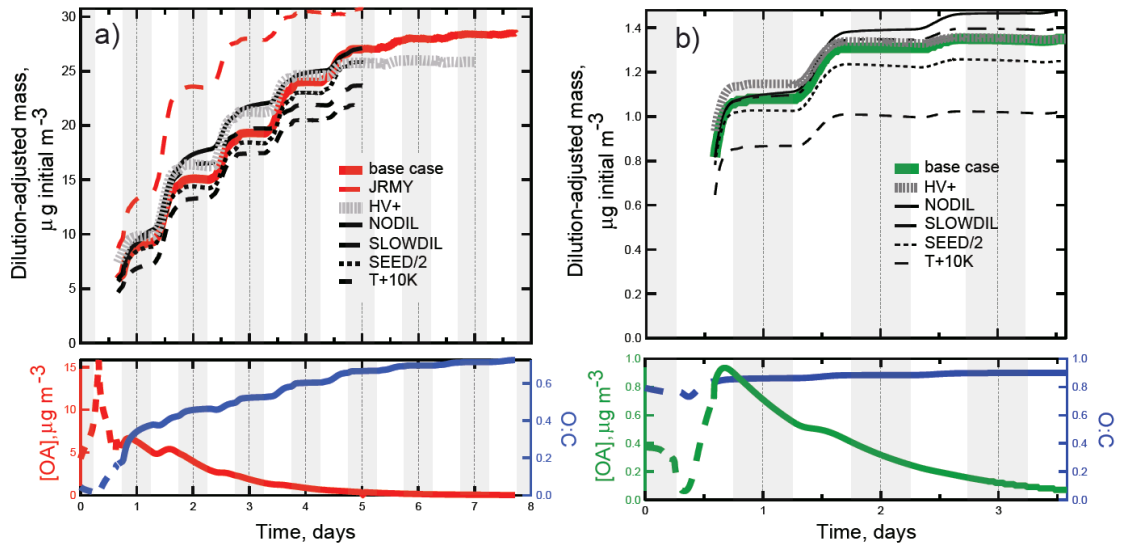 a)
Dilution-adjusted mass,
μg initial m-3
30
25
20
15
10
5
0
base case
JRMY
HV+
NODIL
SLOWDIL
SEED/2
T+10K
[OA],μg m-3
15
10
5
0
0.6
0.4
0.2
0.0
O:C
0 1 2 3 4 5 6 7 8
Time, days
b)
Dilution-adjusted mass,
μg initial m-3
1.4
1.2
1.0
0.8
0.6
0.4
0.2
0.0
base case
HV+
NODIL
SLOWDIL
SEED/2
T+10K
[OA],μg m-3
1.0
0.8
0.6
0.4
0.2
0.0
1.0
0.8
0.6
0.4
0.2
0.0
O:C
0 1 2 3
Time, days